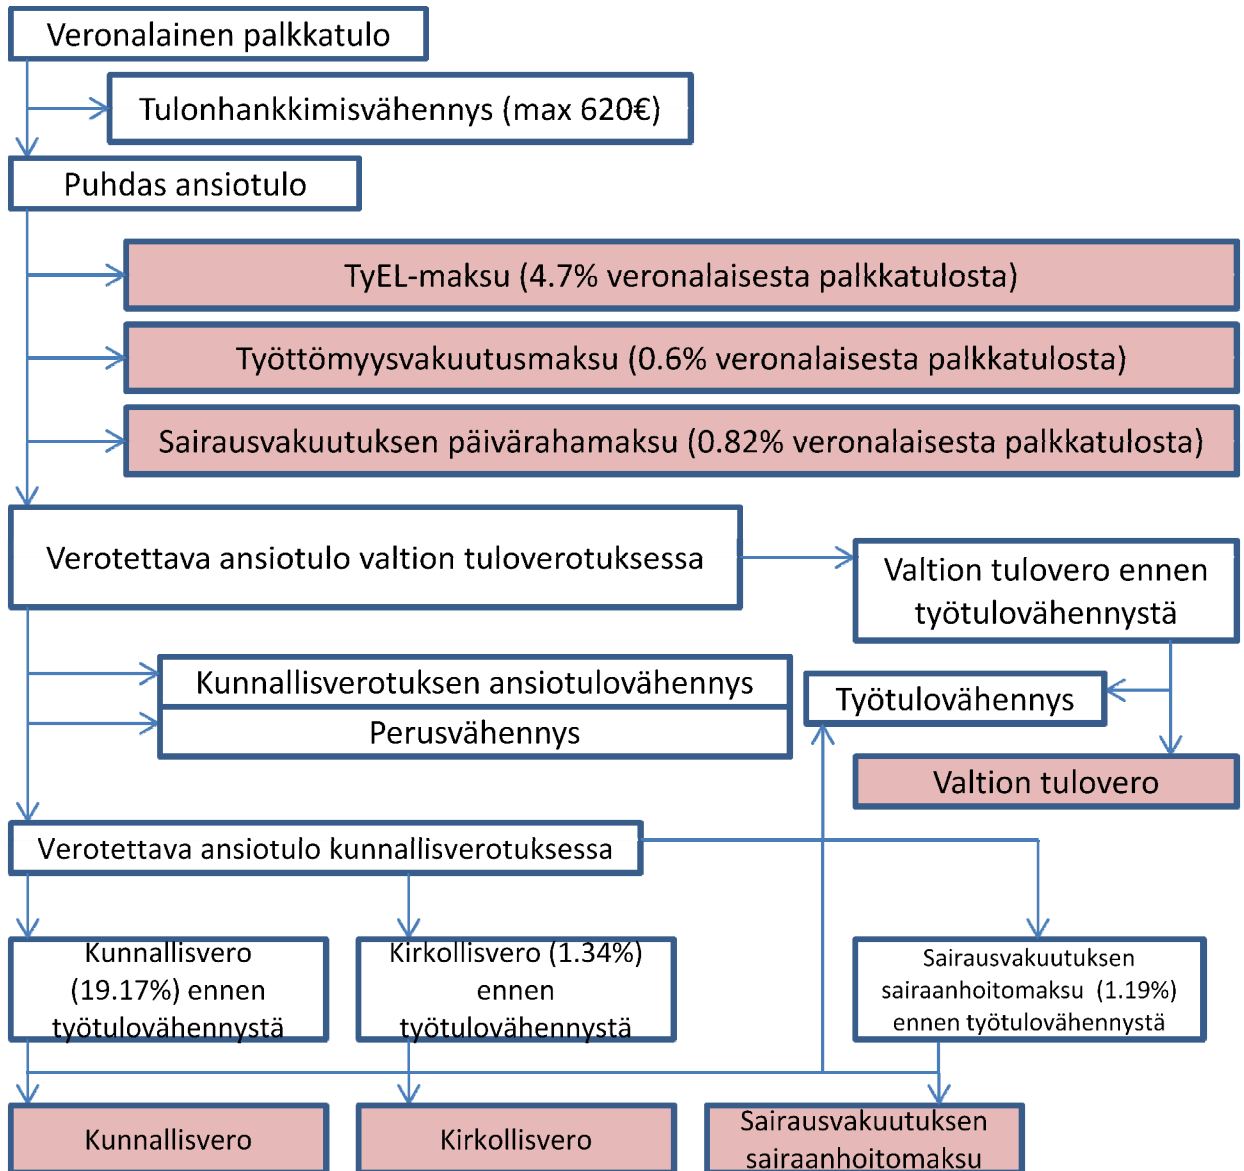 Veronalainen palkkatulo
Tulonhankkimisvähennys (max 620€)
Puhdas ansiotulo
TyEL-maksu (4.7% veronalaisesta palkkatulosta)
Työttömyysvakuutusmaksu (0.6% veronalaisesta palkkatulosta)
Sairausvakuutuksen päivärahamaksu (0.82% veronalaisesta palkkatulosta)
Verotettava ansiotulo valtion tuloverotuksessa
Valtion tulovero ennen
työtulovähennystä
Kunnallisverotuksen ansiotulovähennys
Perusvähennys
Työtulovähennys
Valtion tulovero
Verotettava ansiotulo kunnallisverotuksessa
Kunnallisvero
(19.17%) ennen
työtulovähennystä
Kirkollisvero (1.34%)
ennen
työtulovähennystä
Sairausvakuutuksen
sairaanhoitomaksu (1.19%)
ennen työtulovähennystä
Kunnallisvero
Kirkollisvero
Sairausvakuutuksen
sairaanhoitomaksu